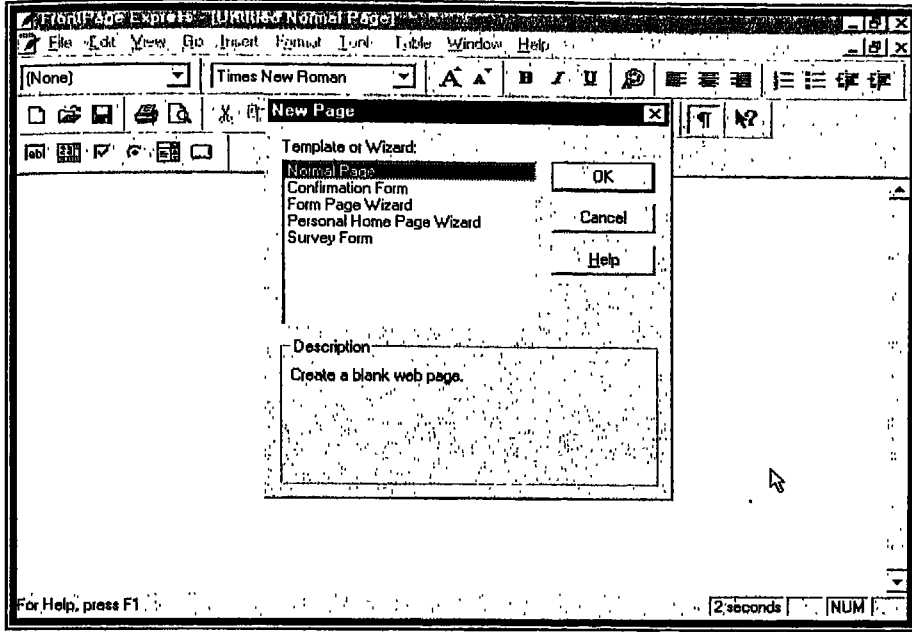 FrontPage Express - [Untitled Normal Page]
File Edit View Go Insert Format Tools Table Window Help
(None) Times New Roman A A B I U
New Page
Template or Wizard:
Normal Page
Confirmation Form
Form Page Wizard
Personal Home Page Wizard
Survey Form
OK
Cancel
Help
Description
Create a blank web page.
For Help, press F1
2 seconds NUM